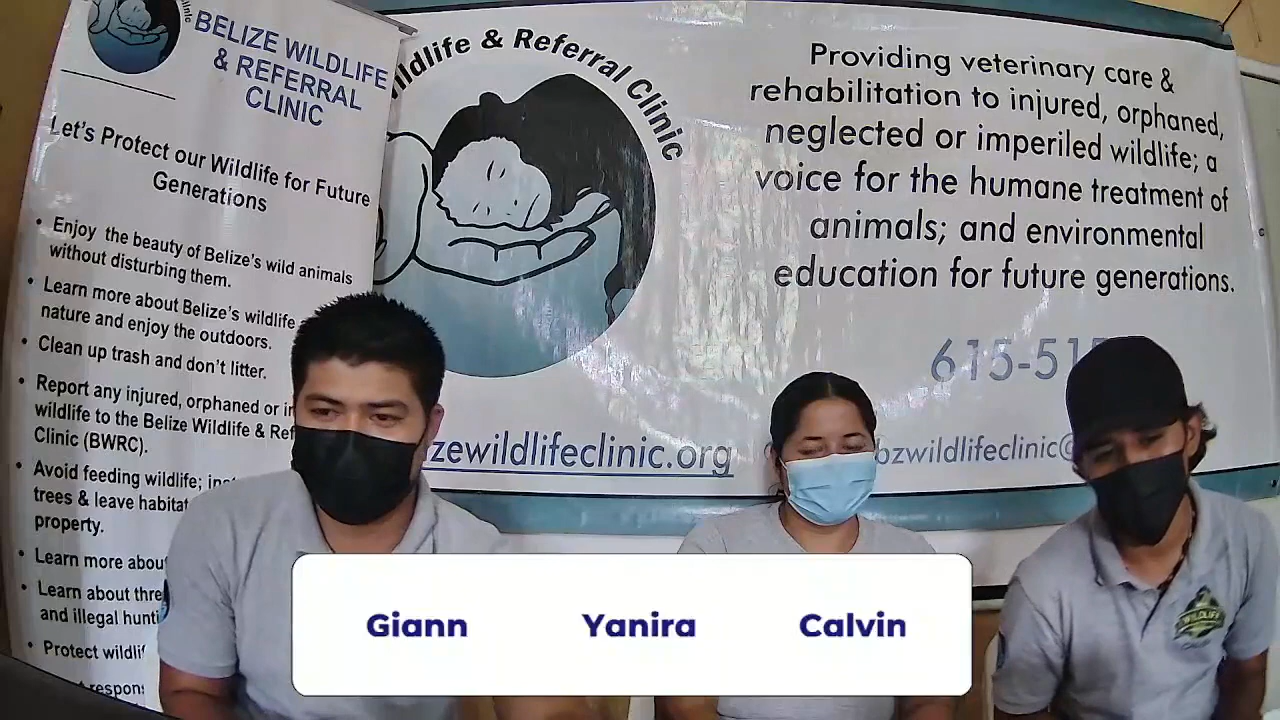 BELIZE WILDLIFE
& REFERRAL
CLINIC
Let's Protect our Wildlife for Future
Generations
• Enjoy the beauty of Belize's wild animals
without disturbing them.
• Learn more about Belize's wildlife
nature and enjoy the outdoors.
• Clean up trash and don't litter.
• Report any injured, orphaned or
wildlife to the Belize Wildlife &
Clinic (BWRC).
• Avoid feeding wildlife;
trees & leave habitat
property.
• Learn more
• Learn about
and illegal
• Protect
& Referral Clinic
Providing veterinary care &
rehabilitation to injured, orphaned,
neglected or imperiled wildlife; a
voice for the humane treatment of
animals; and environmental
education for future generations.
615-51
zewildlifeclinic.org
bzwildlifeclinic@
WILDLIFE
Giann Yanira Calvin